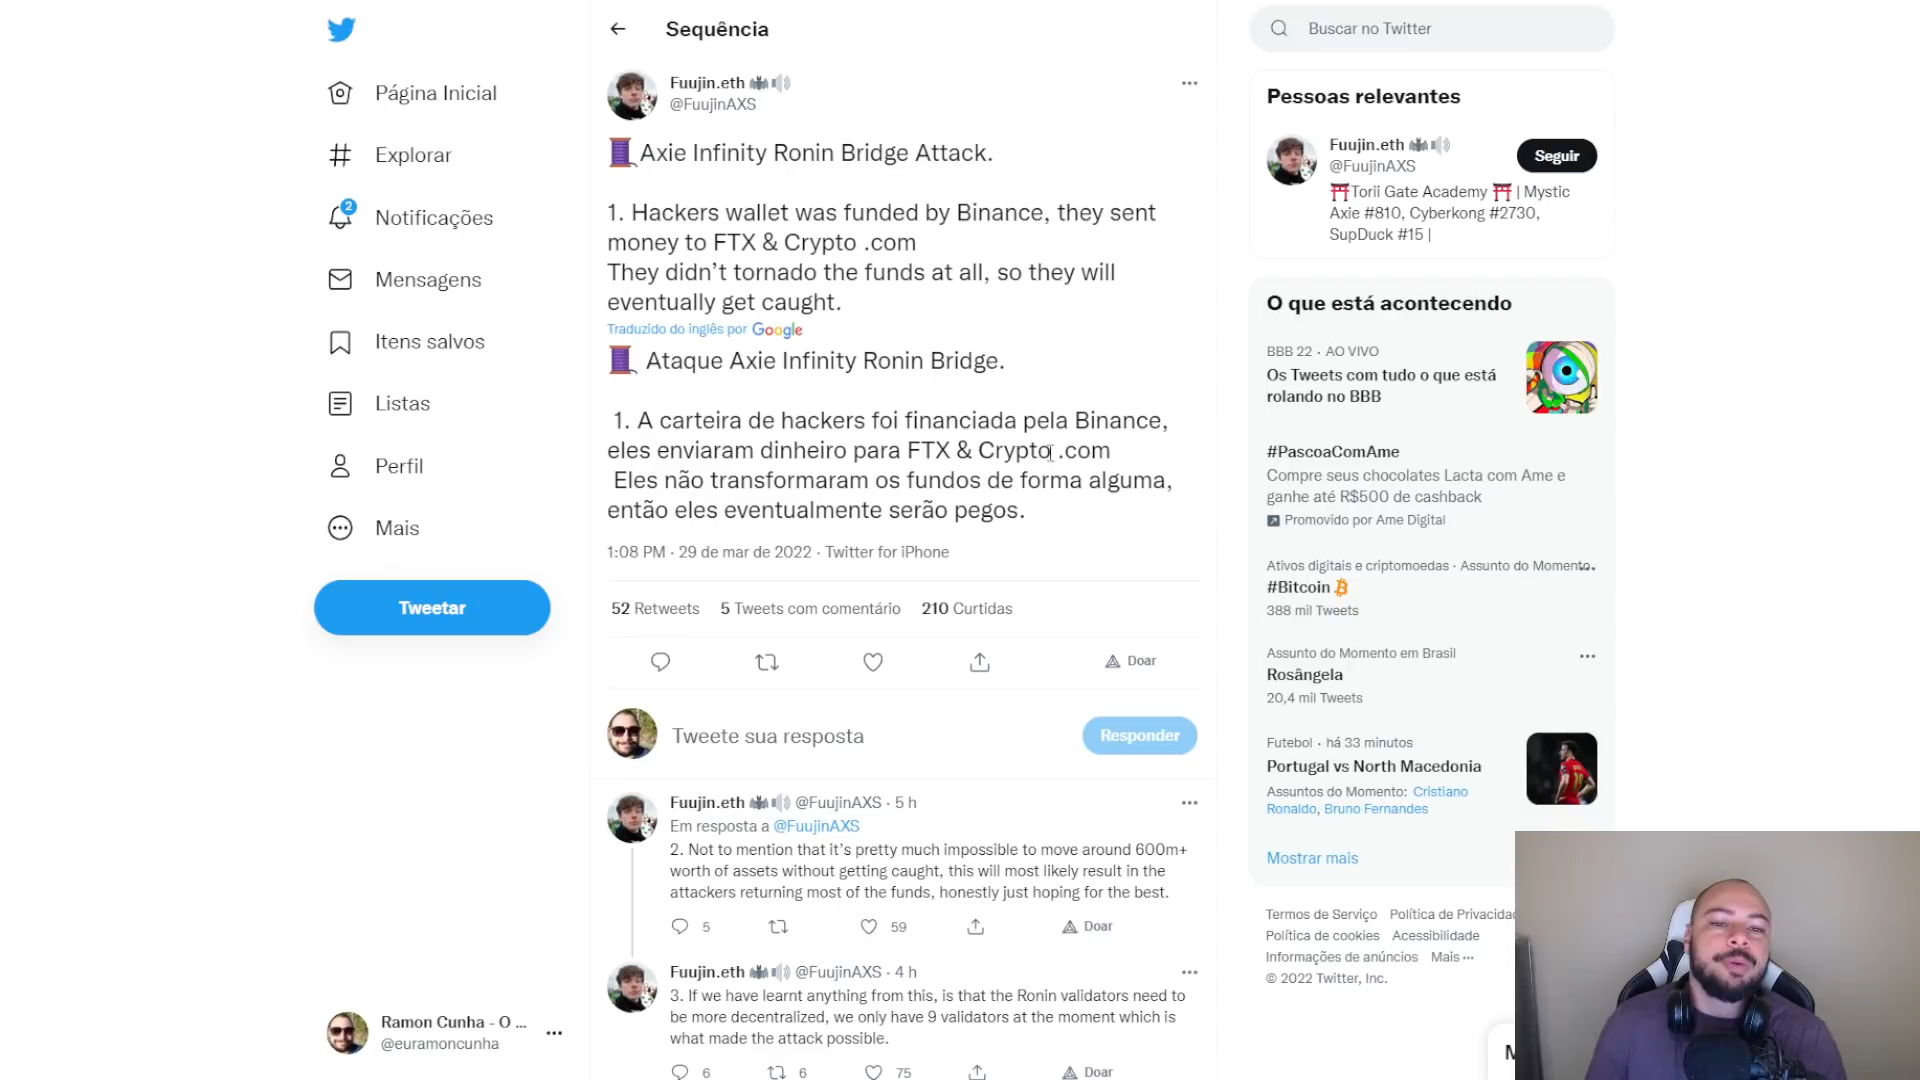 Sequência
Buscar no Twitter
Página Inicial
Explorar
2
Notificações
Mensagens
Itens salvos
Listas
Perfil
Mais
Tweetar
Ramon Cunha - O ...
@euramoncunha
Fuujin.eth
@FuujinAXS
Axie Infinity Ronin Bridge Attack.
1. Hackers wallet was funded by Binance, they sent
money to FTX & Crypto .com
They didn’t tornado the funds at all, so they will
eventually get caught.
Traduzido do inglês por Google
Ataque Axie Infinity Ronin Bridge.
1. A carteira de hackers foi financiada pela Binance,
eles enviaram dinheiro para FTX & Crypto .com
Eles não transformaram os fundos de forma alguma,
então eles eventualmente serão pegos.
1:08 PM · 29 de mar de 2022 · Twitter for iPhone
52 Retweets 5 Tweets com comentário 210 Curtidas
Doar
Tweete sua resposta
Responder
Fuujin.eth @FuujinAXS · 5 h
Em resposta a @FuujinAXS
2. Not to mention that it’s pretty much impossible to move around 600m+
worth of assets without getting caught, this will most likely result in the
attackers returning most of the funds, honestly just hoping for the best.
5 59 Doar
Fuujin.eth @FuujinAXS · 4 h
3. If we have learnt anything from this, is that the Ronin validators need to
be more decentralized, we only have 9 validators at the moment which is
what made the attack possible.
6 6 75 Doar
Pessoas relevantes
Fuujin.eth
@FuujinAXS
Seguir
Torii Gate Academy | Mystic
Axie #810, Cyberkong #2730,
SupDuck #15 |
O que está acontecendo
BBB 22 · AO VIVO
Os Tweets com tudo o que está
rolando no BBB
#PascoaComAme
Compre seus chocolates Lacta com Ame e
ganhe até R$500 de cashback
Promovido por Ame Digital
Ativos digitais e criptomoedas · Assunto do Momento
#Bitcoin
388 mil Tweets
Assunto do Momento em Brasil
Rosângela
20,4 mil Tweets
Futebol · há 33 minutos
Portugal vs North Macedonia
Assuntos do Momento: Cristiano
Ronaldo, Bruno Fernandes
Mostrar mais
Termos de Serviço Política de Privacidad
Política de cookies Acessibilidade
Informações de anúncios Mais ···
© 2022 Twitter, Inc.